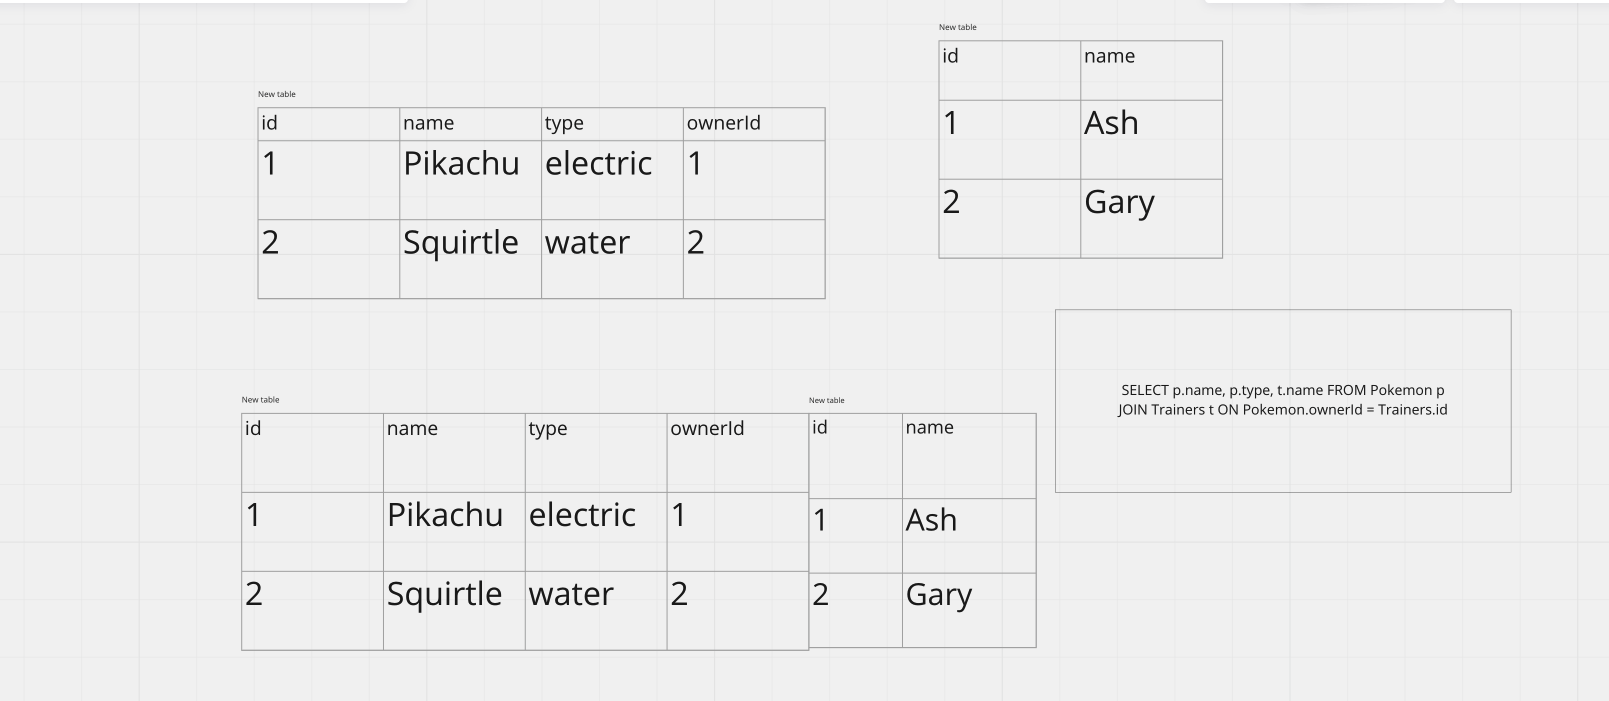 New table
id name
1 Ash
2 Gary
New table
id name type ownerId
1 Pikachu electric 1
2 Squirtle water 2
SELECT p.name, p.type, t.name FROM Pokemon p
JOIN Trainers t ON Pokemon.ownerId = Trainers.id
New table
id name type ownerId
1 Pikachu electric 1
2 Squirtle water 2
New table
id name
1 Ash
2 Gary